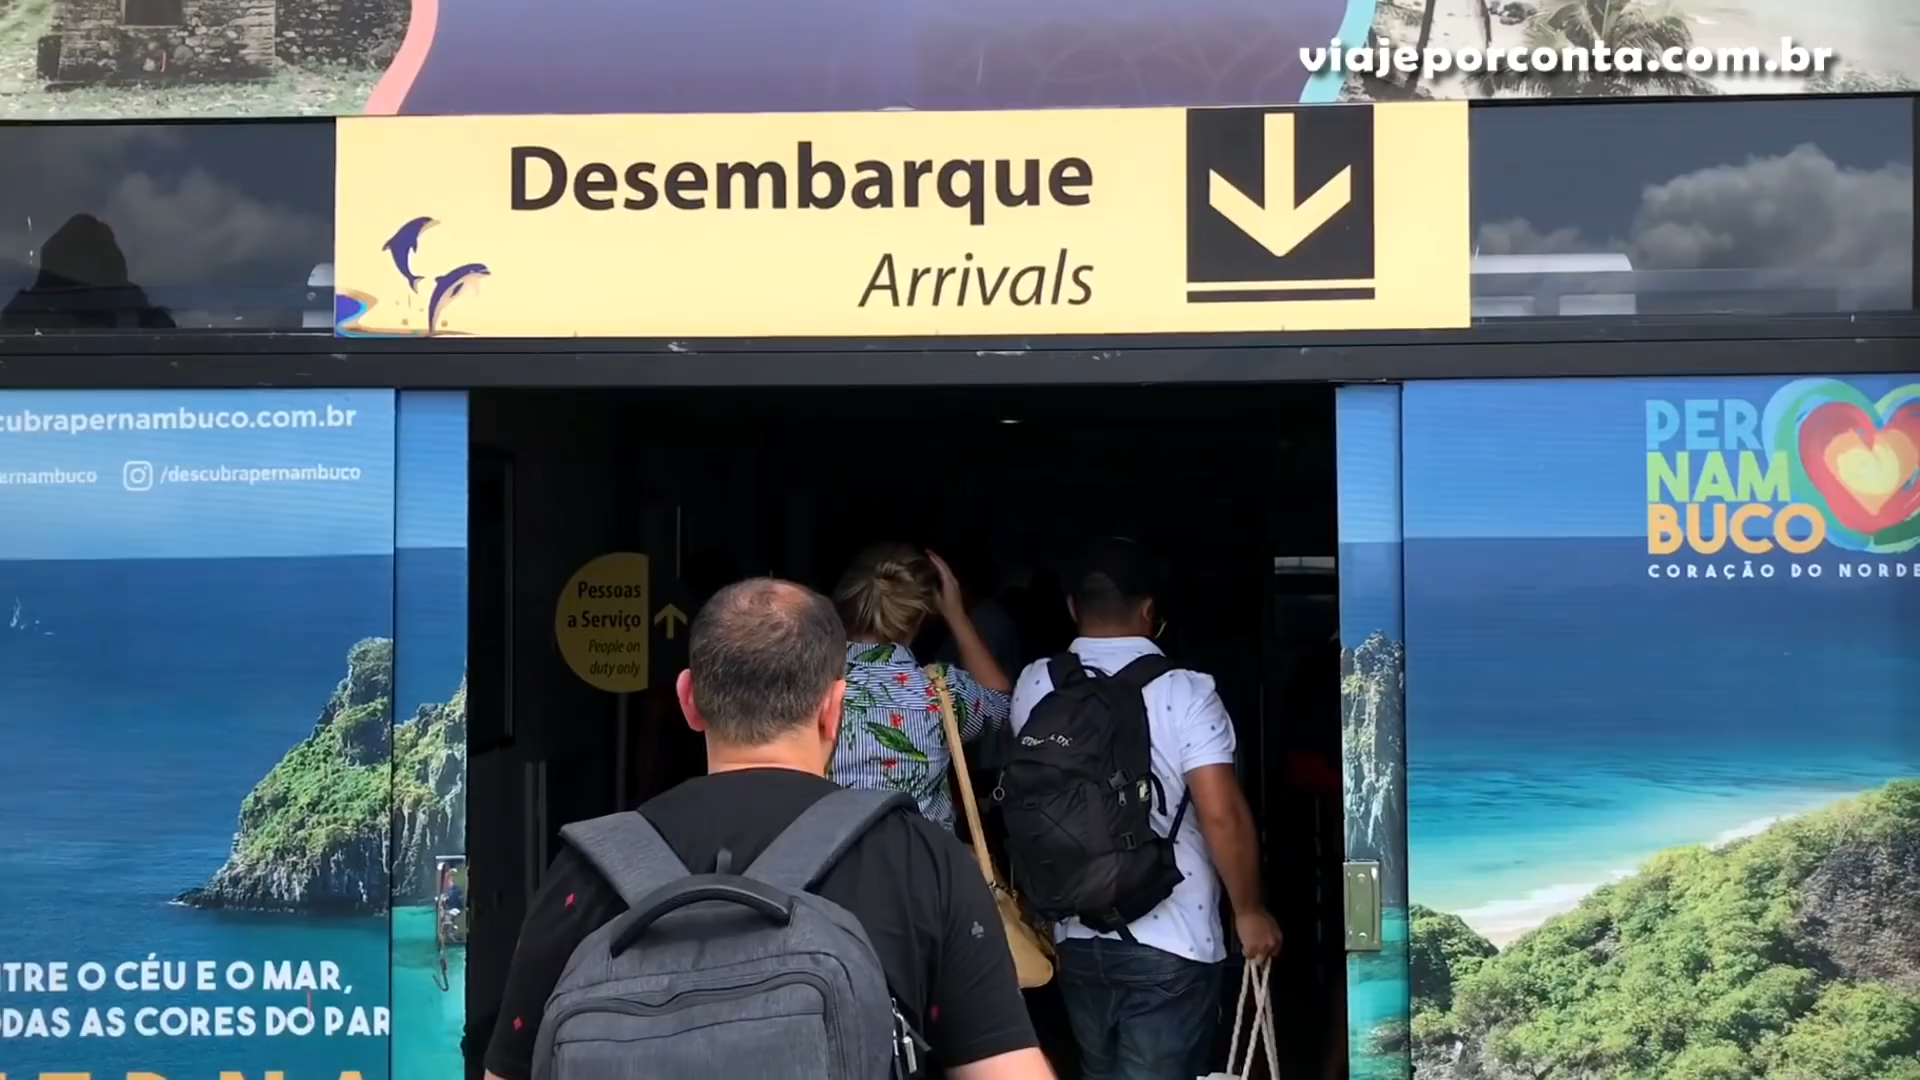 viajeporconta.com.br
Desembarque
Arrivals
cubrapernambuco.com.br
ernambuco /descubrapernambuco
PER
NAM
BUCO
CORAÇÃO DO NORDE
Pessoas
a Serviço
People on
duty only
TRE O CÉU E O MAR,
DAS AS CORES DO PAR